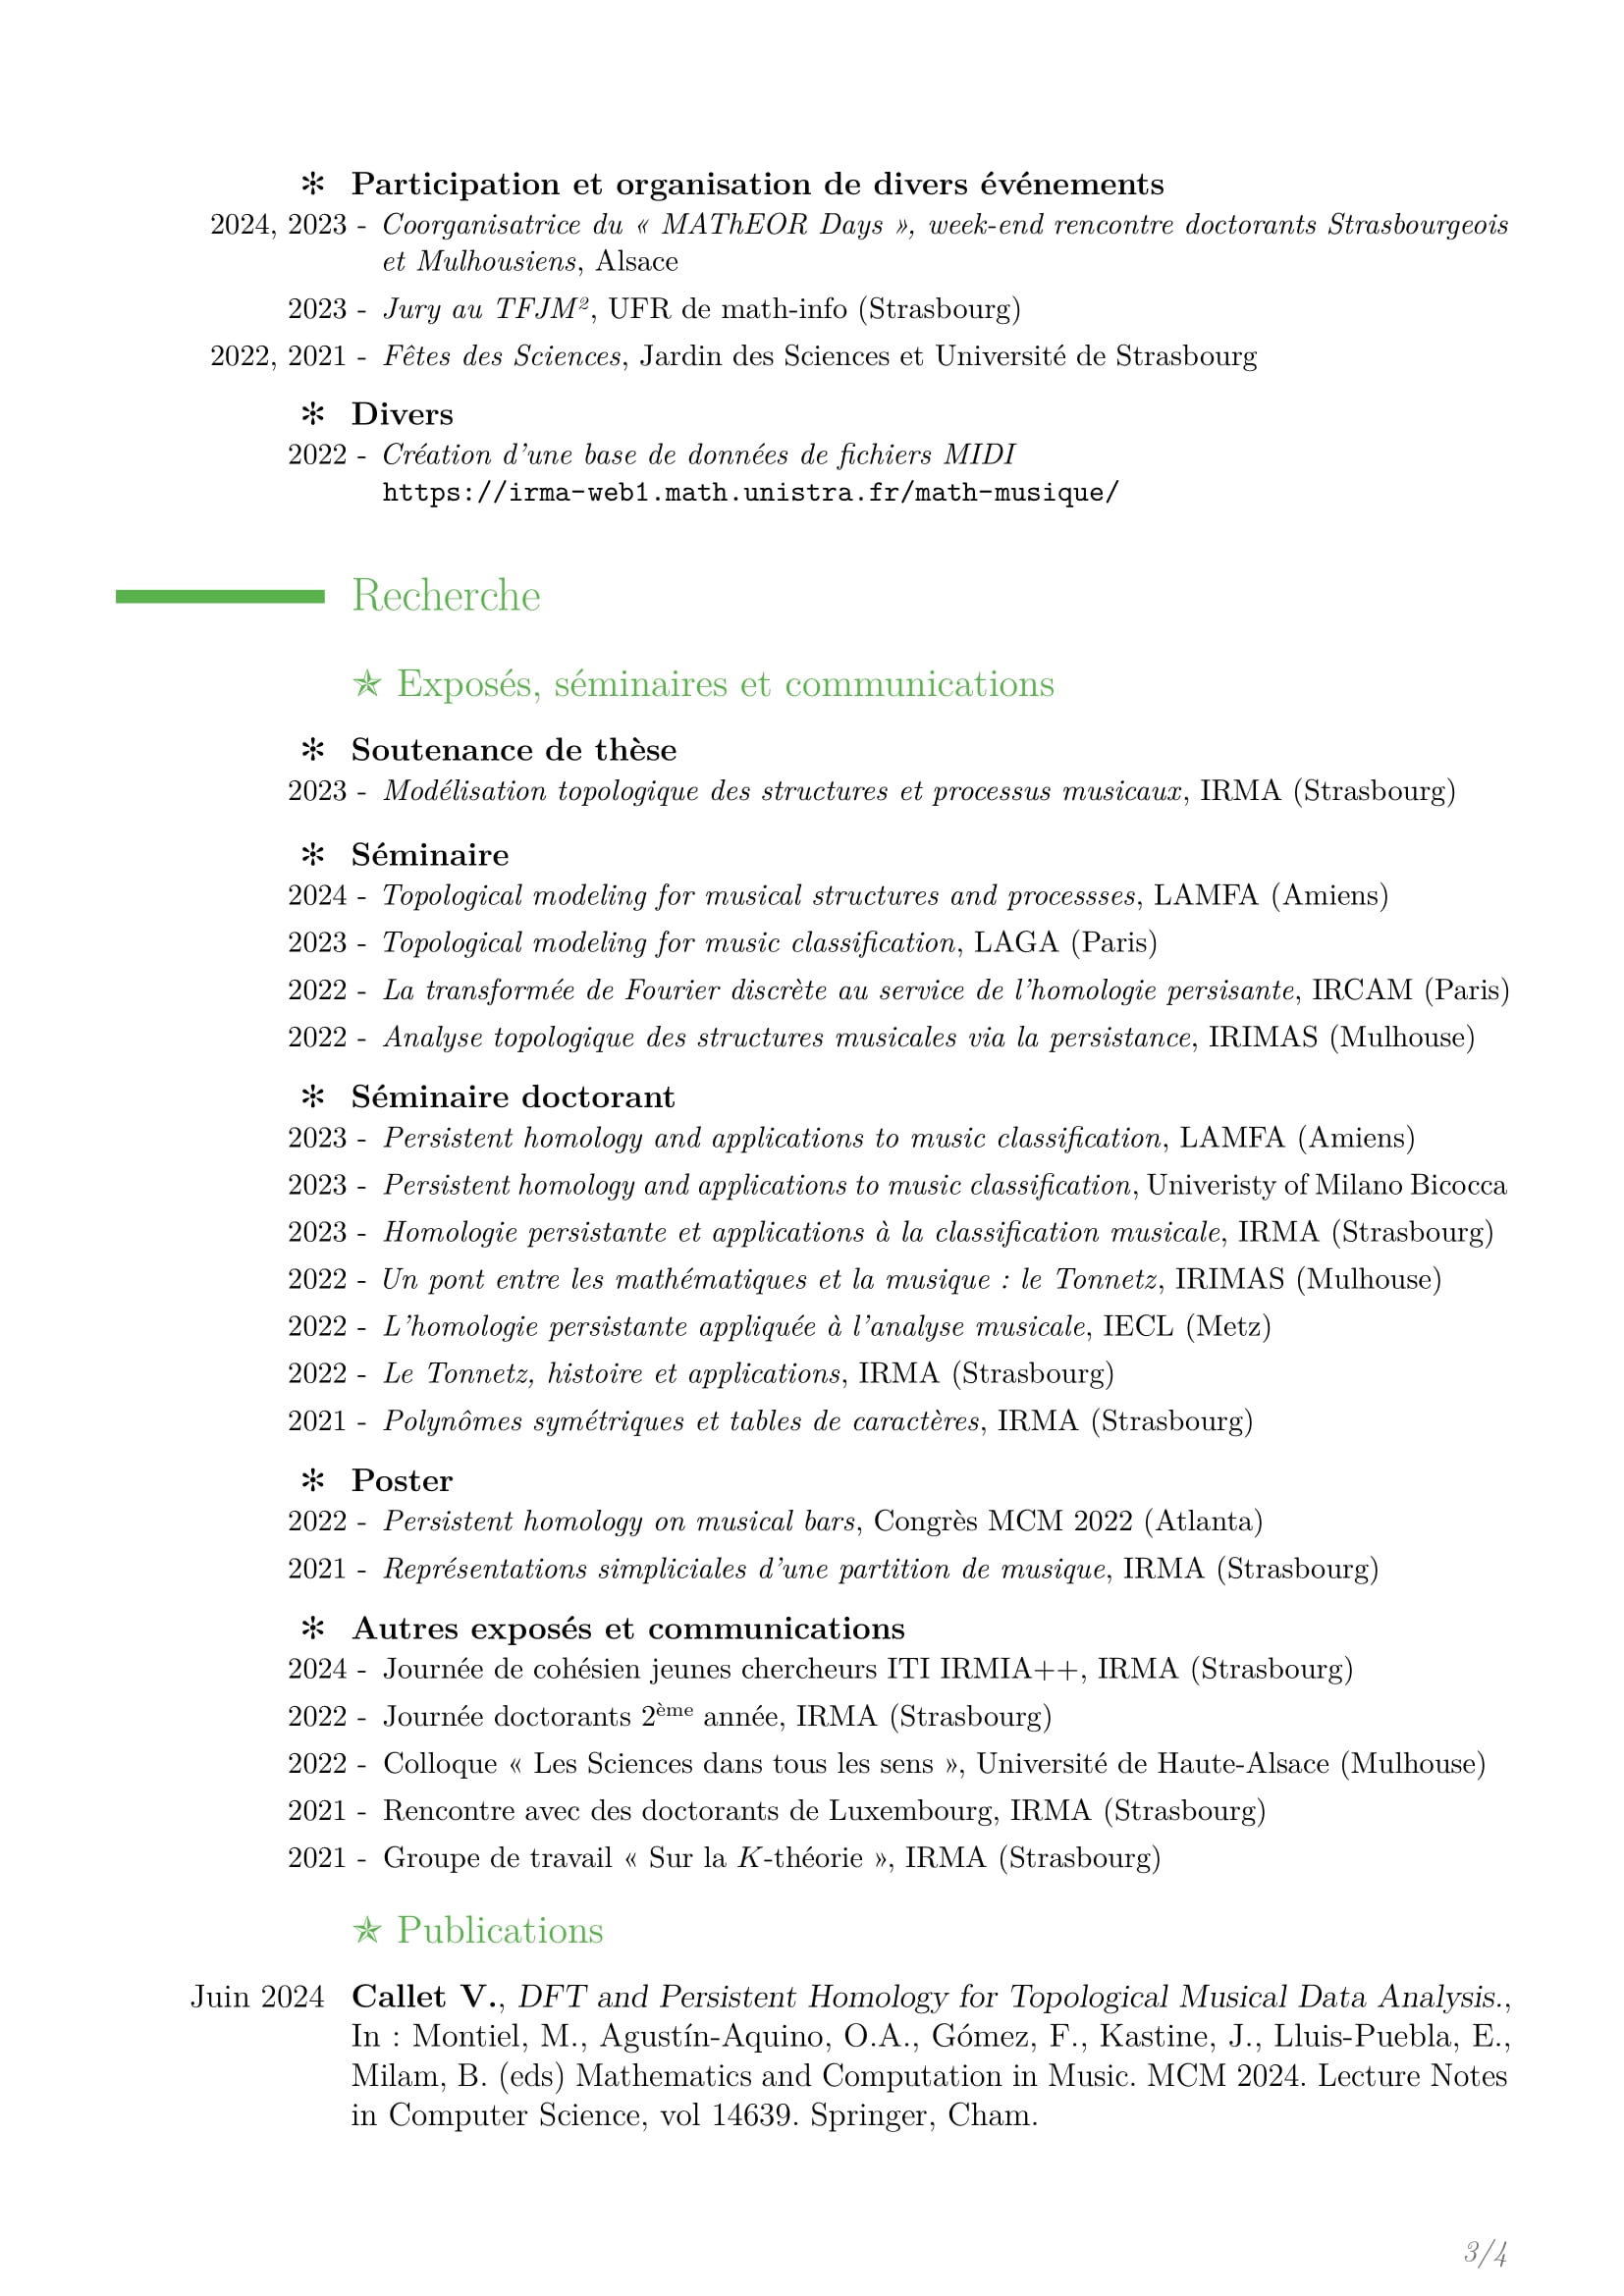 ✻ Participation et organisation de divers événements
2024, 2023 - Coorganisatrice du « MAThEOR Days », week-end rencontre doctorants Strasbourgeois
et Mulhousiens, Alsace
2023 - Jury au TFJM², UFR de math-info (Strasbourg)
2022, 2021 - Fêtes des Sciences, Jardin des Sciences et Université de Strasbourg
✻ Divers
2022 - Création d'une base de données de fichiers MIDI
https://irma-web1.math.unistra.fr/math-musique/
Recherche
✯ Exposés, séminaires et communications
✻ Soutenance de thèse
2023 - Modélisation topologique des structures et processus musicaux, IRMA (Strasbourg)
✻ Séminaire
2024 - Topological modeling for musical structures and processses, LAMFA (Amiens)
2023 - Topological modeling for music classification, LAGA (Paris)
2022 - La transformée de Fourier discrète au service de l'homologie persisante, IRCAM (Paris)
2022 - Analyse topologique des structures musicales via la persistance, IRIMAS (Mulhouse)
✻ Séminaire doctorant
2023 - Persistent homology and applications to music classification, LAMFA (Amiens)
2023 - Persistent homology and applications to music classification, Univeristy of Milano Bicocca
2023 - Homologie persistante et applications à la classification musicale, IRMA (Strasbourg)
2022 - Un pont entre les mathématiques et la musique : le Tonnetz, IRIMAS (Mulhouse)
2022 - L'homologie persistante appliquée à l'analyse musicale, IECL (Metz)
2022 - Le Tonnetz, histoire et applications, IRMA (Strasbourg)
2021 - Polynômes symétriques et tables de caractères, IRMA (Strasbourg)
✻ Poster
2022 - Persistent homology on musical bars, Congrès MCM 2022 (Atlanta)
2021 - Représentations simpliciales d'une partition de musique, IRMA (Strasbourg)
✻ Autres exposés et communications
2024 - Journée de cohésien jeunes chercheurs ITI IRMIA++, IRMA (Strasbourg)
2022 - Journée doctorants 2ème année, IRMA (Strasbourg)
2022 - Colloque « Les Sciences dans tous les sens », Université de Haute-Alsace (Mulhouse)
2021 - Rencontre avec des doctorants de Luxembourg, IRMA (Strasbourg)
2021 - Groupe de travail « Sur la K-théorie », IRMA (Strasbourg)
✯ Publications
Juin 2024 Callet V., DFT and Persistent Homology for Topological Musical Data Analysis.,
In : Montiel, M., Agustín-Aquino, O.A., Gómez, F., Kastine, J., Lluis-Puebla, E.,
Milam, B. (eds) Mathematics and Computation in Music. MCM 2024. Lecture Notes
in Computer Science, vol 14639. Springer, Cham.
3/4